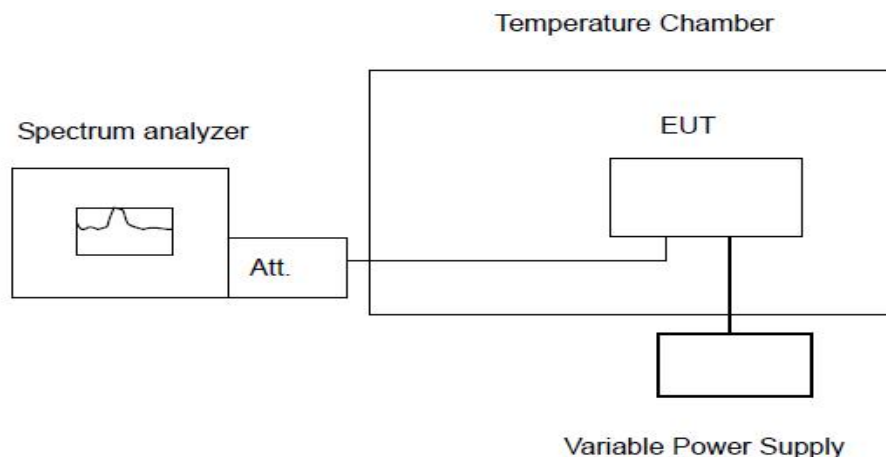 Temperature Chamber
Spectrum analyzer
EUT
Att.
Variable Power Supply